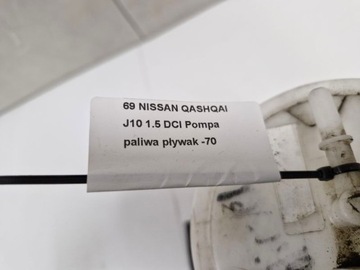 69 NISSAN QASHQAI
J10 1.5 DCI Pompa
paliwa pływak -70